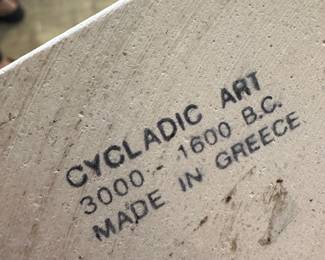 CYCLADIC ART
3000 - 1600 B.C.
MADE IN GREECE